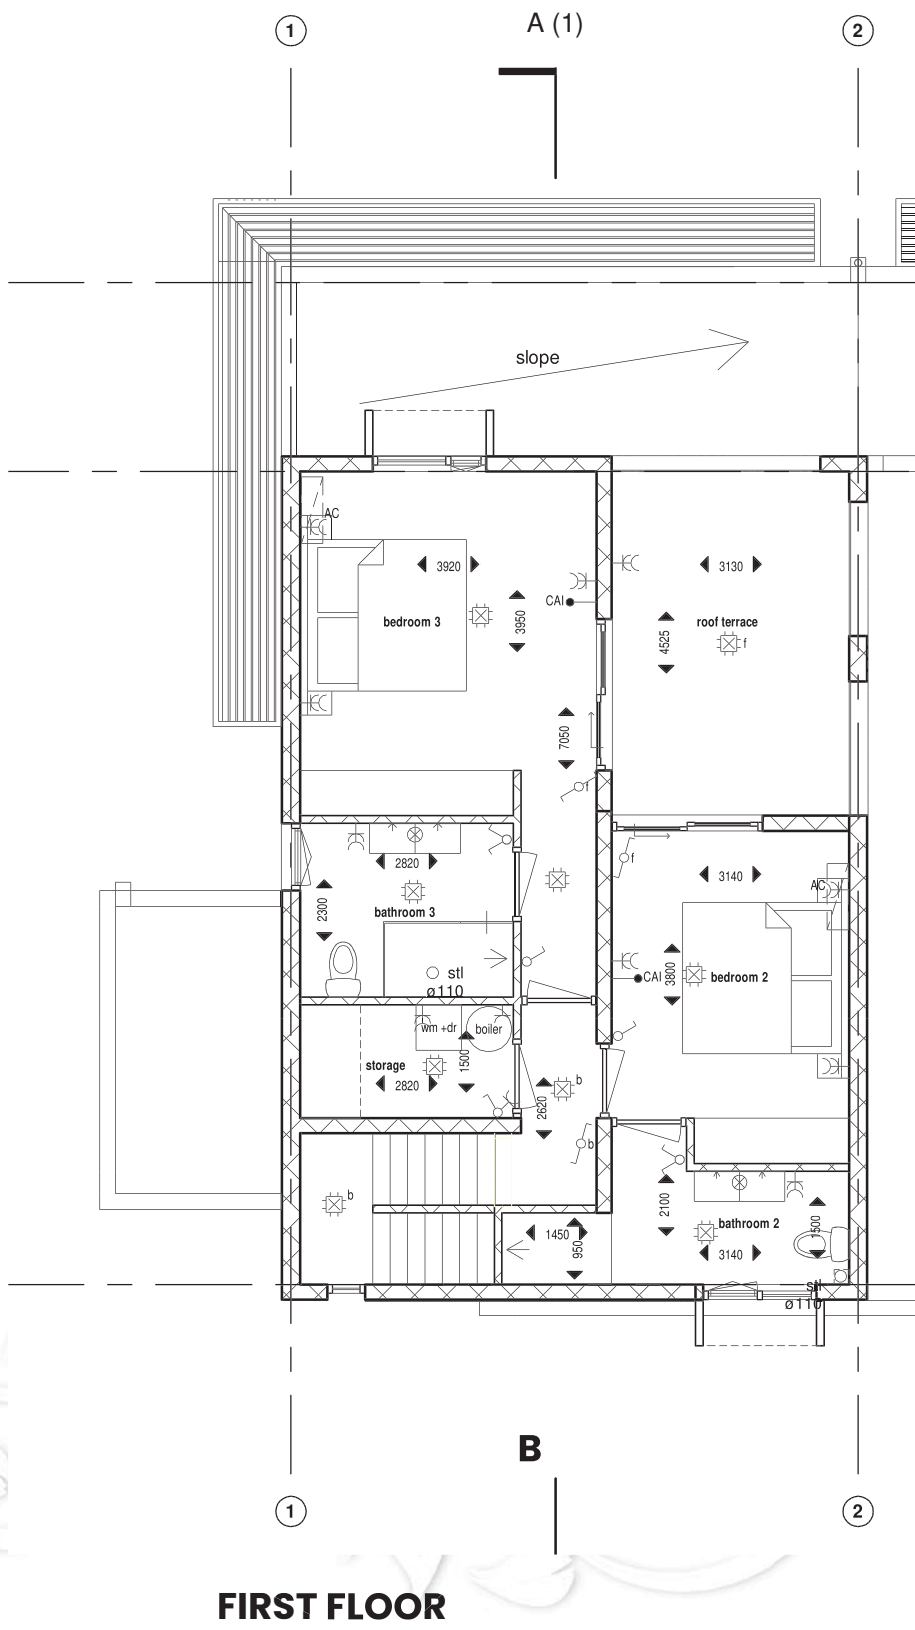 A (1)
1
2
slope
AC
3920
3130
CAI
3950
bedroom 3
roof terrace
4525
f
7050
f
2820
f
3140
AC
2300
bathroom 3
stl
ø110
CAI
3800
bedroom 2
wm +dr
boiler
storage
1500
2820
b
2620
b
b
2100
1500
1450
950
bathroom 2
3140
stl
ø110
B
1
2
FIRST FLOOR